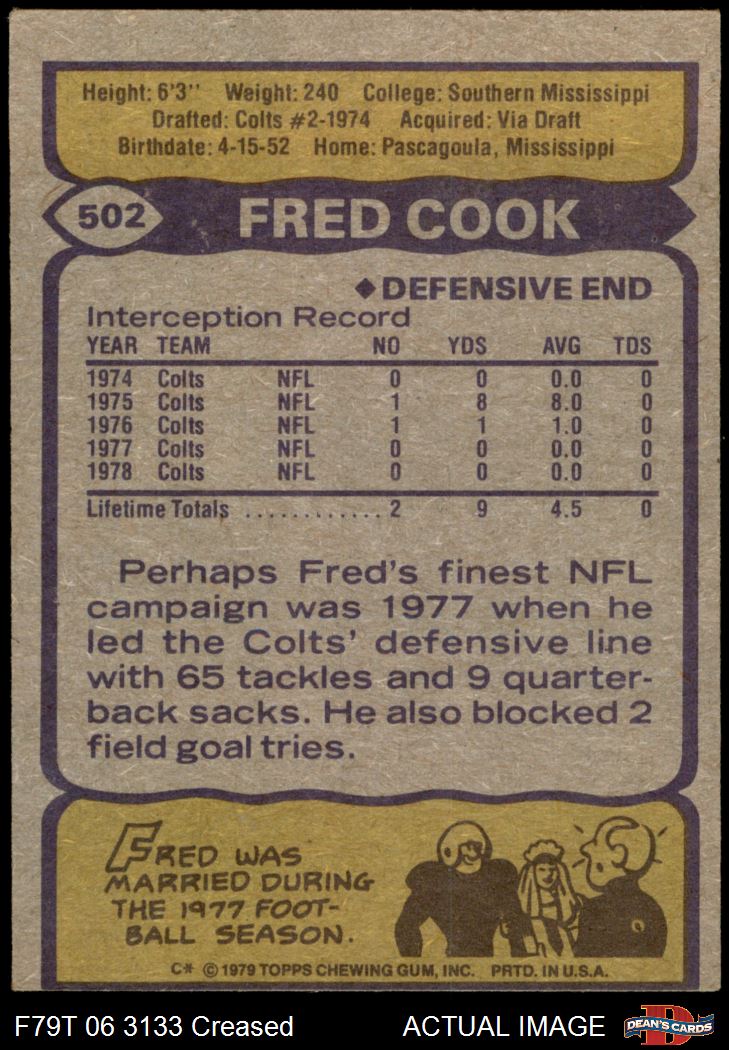 Height: 6'3'' Weight: 240 College: Southern Mississippi
Drafted: Colts #2-1974 Acquired: Via Draft
Birthdate: 4-15-52 Home: Pascagoula, Mississippi
502 FRED COOK
◆DEFENSIVE END
Interception Record
YEAR TEAM NO YDS AVG TDS
1974 Colts NFL 0 0 0.0 0
1975 Colts NFL 1 8 8.0 0
1976 Colts NFL 1 1 1.0 0
1977 Colts NFL 0 0 0.0 0
1978 Colts NFL 0 0 0.0 0
Lifetime Totals ............ 2 9 4.5 0
Perhaps Fred's finest NFL
campaign was 1977 when he
led the Colts' defensive line
with 65 tackles and 9 quarter-
back sacks. He also blocked 2
field goal tries.
FRED WAS
MARRIED DURING
THE 1977 FOOT-
BALL SEASON.
C* © 1979 TOPPS CHEWING GUM, INC. PRTD. IN U.S.A.
F79T 06 3133 Creased ACTUAL IMAGE
D
DEAN'S CARDS